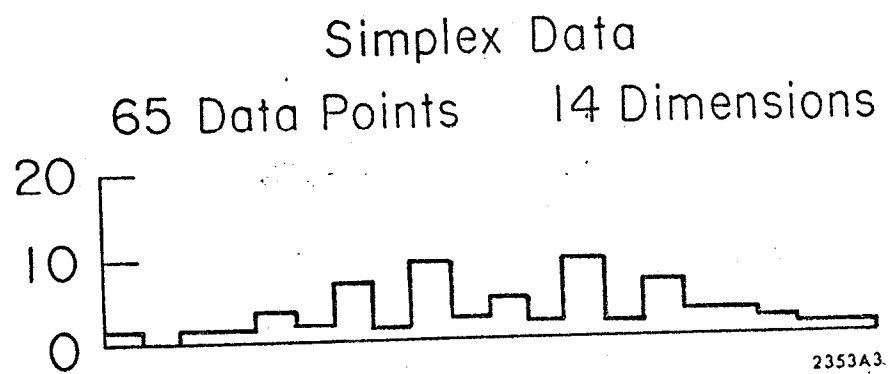 Simplex Data
65 Data Points 14 Dimensions
20
10
0
2353A3